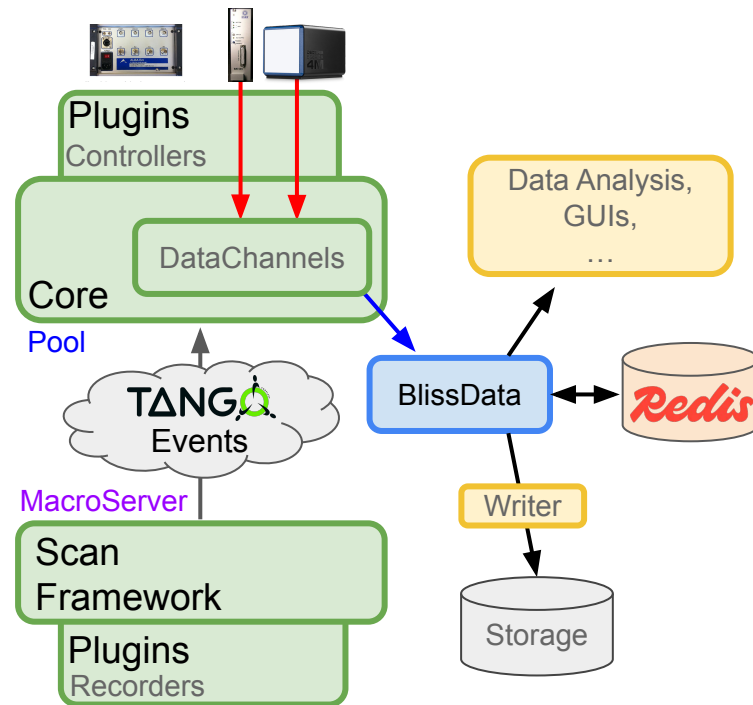 Plugins
Controllers
DataChannels
Core
Pool
TANGO
Events
MacroServer
Scan
Framework
Plugins
Recorders
Data Analysis,
GUIs,
…
BlissData
Redis
Writer
Storage